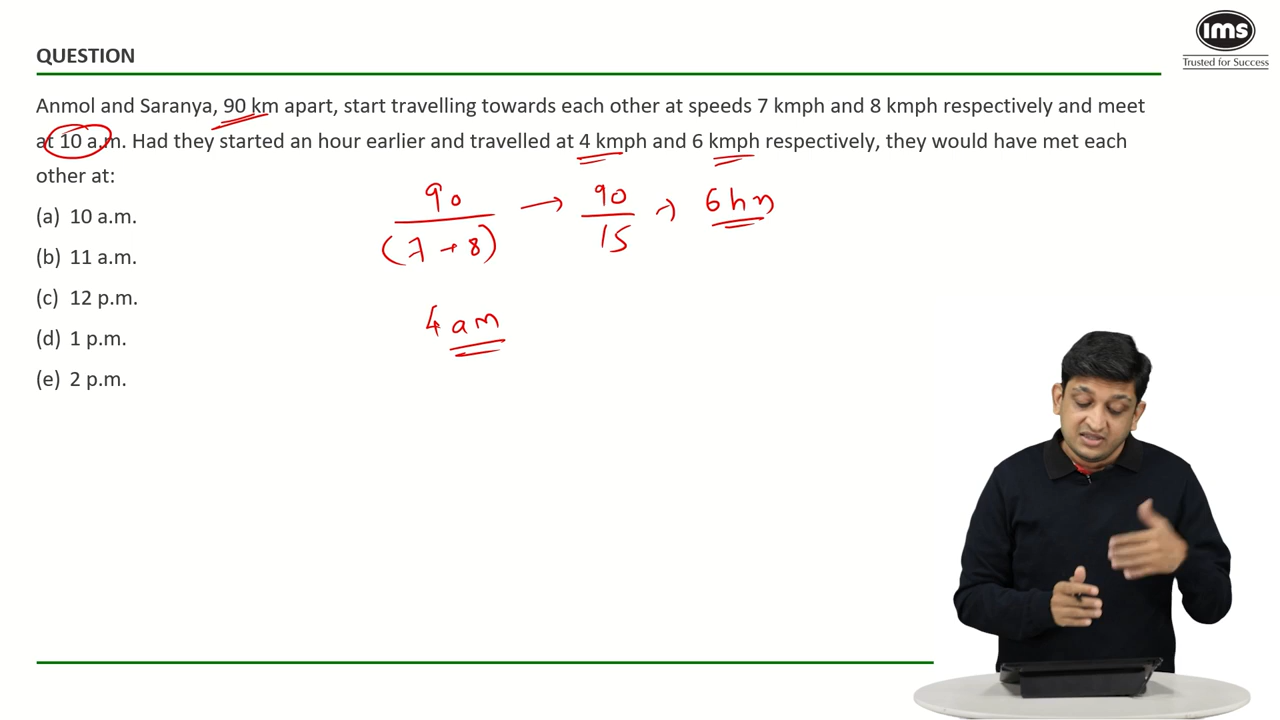 ims
Trusted for Success
QUESTION
Anmol and Saranya, 90 km apart, start travelling towards each other at speeds 7 kmph and 8 kmph respectively and meet
at 10 a.m. Had they started an hour earlier and travelled at 4 kmph and 6 kmph respectively, they would have met each
other at:
(a) 10 a.m.
(b) 11 a.m.
(c) 12 p.m.
(d) 1 p.m.
(e) 2 p.m.
90 / (7+8) → 90 / 15 → 6 hrs
4 am